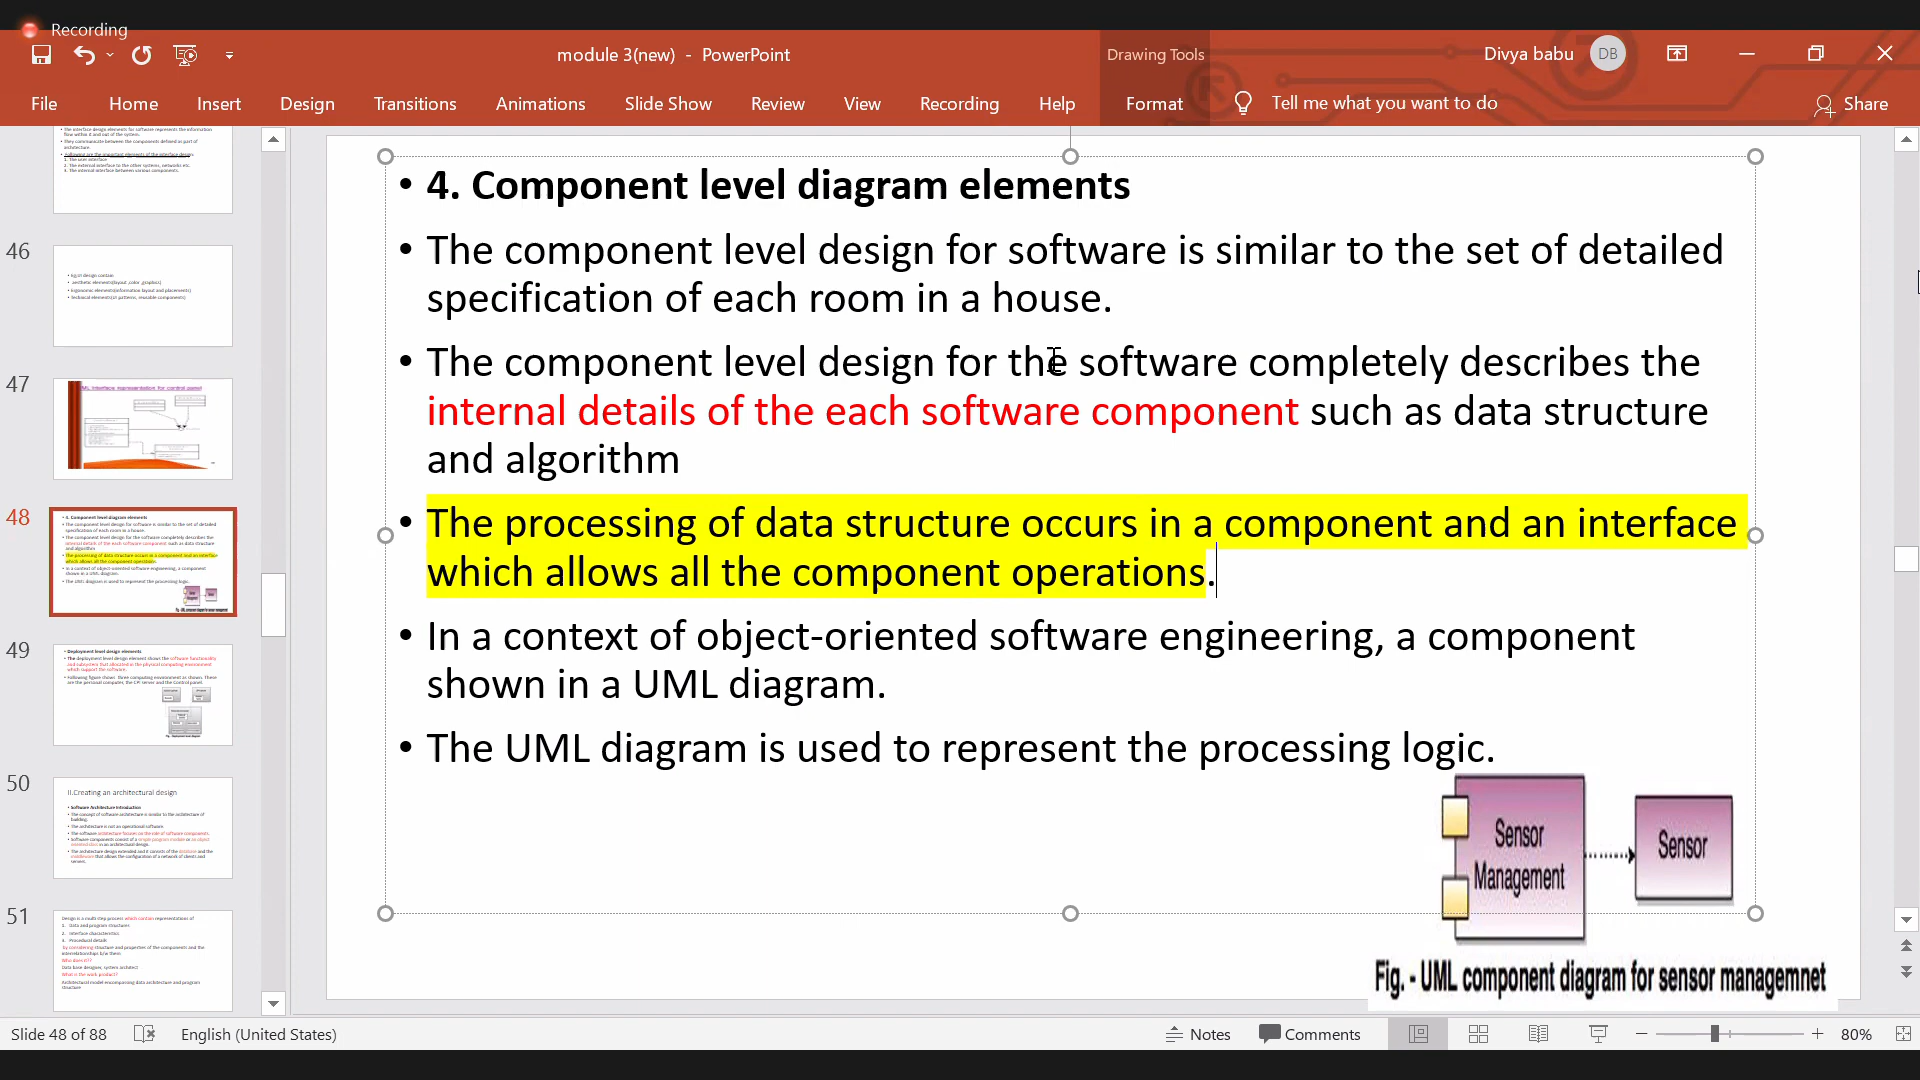 Recording
module 3(new) - PowerPoint
Drawing Tools
Divya babu
DB
File
Home
Insert
Design
Transitions
Animations
Slide Show
Review
View
Recording
Help
Format
Tell me what you want to do
Share
46
47
48
49
50
51
II.Creating an architectural design
• 4. Component level diagram elements
• The component level design for software is similar to the set of detailed
specification of each room in a house.
• The component level design for the software completely describes the
internal details of the each software component such as data structure
and algorithm
• The processing of data structure occurs in a component and an interface
which allows all the component operations.
• In a context of object-oriented software engineering, a component
shown in a UML diagram.
• The UML diagram is used to represent the processing logic.
Sensor
Management
Sensor
Fig. - UML component diagram for sensor managemnet
Slide 48 of 88
English (United States)
Notes
Comments
80%